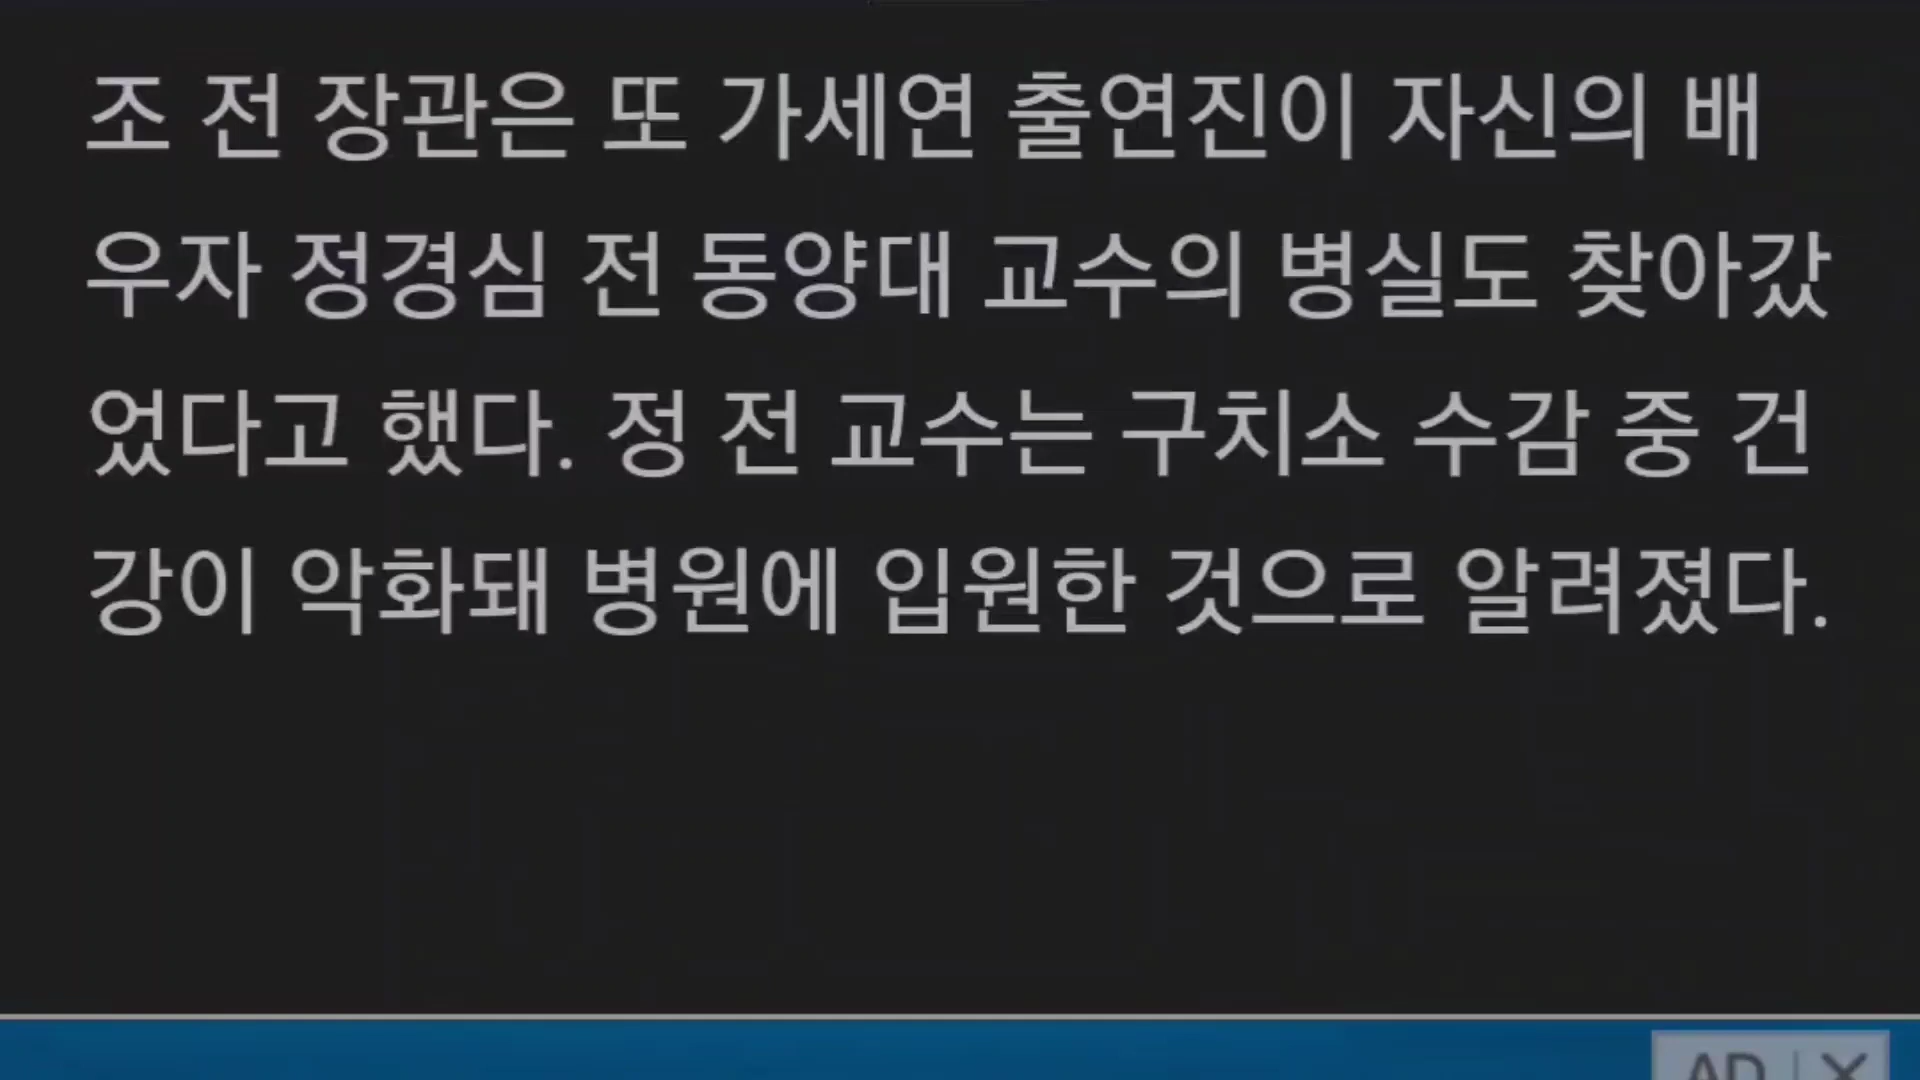 조 전 장관은 또 가세연 출연진이 자신의 배
우자 정경심 전 동양대 교수의 병실도 찾아갔
었다고 했다. 정 전 교수는 구치소 수감 중 건
강이 악화돼 병원에 입원한 것으로 알려졌다.
AD